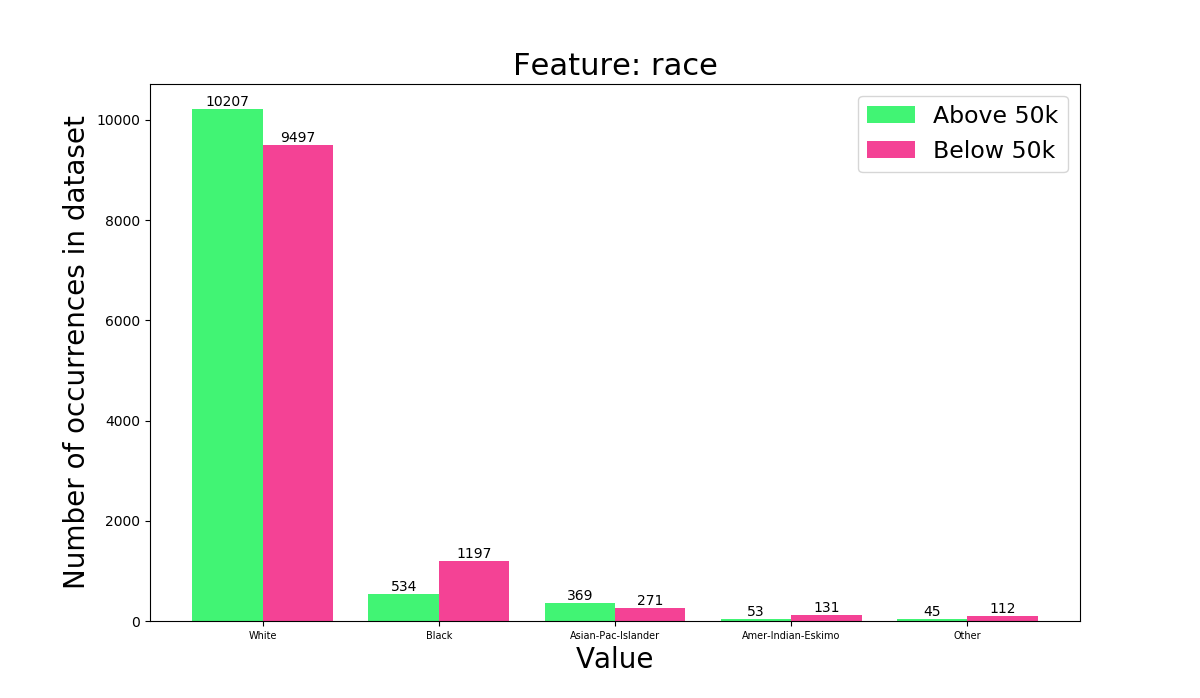 Feature: race
Number of occurrences in dataset
10000
8000
6000
4000
2000
0
10207
9497
534
1197
369
271
53
131
45
112
Above 50k
Below 50k
White
Black
Asian-Pac-Islander
Amer-Indian-Eskimo
Other
Value